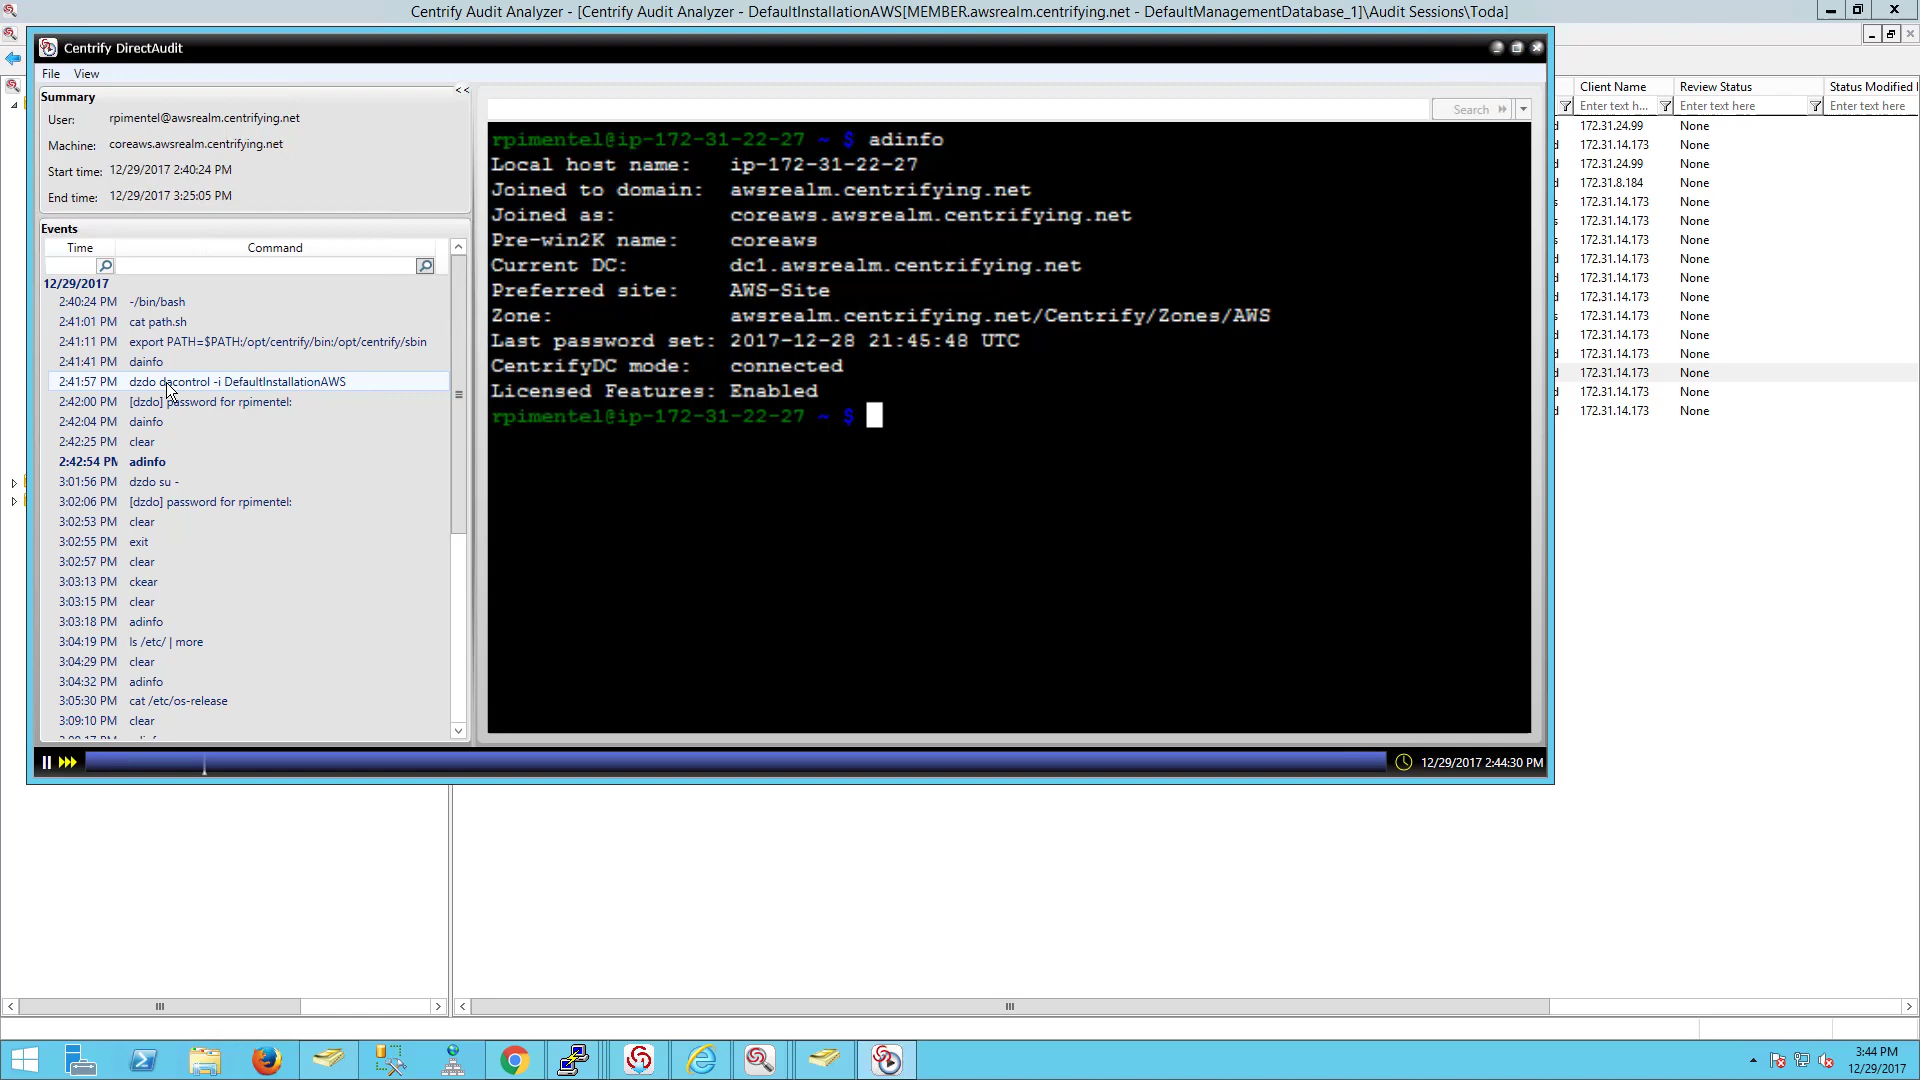 Centrify Audit Analyzer - [Centrify Audit Analyzer - DefaultInstallationAWS[MEMBER.awsrealm.centrifying.net - DefaultManagementDatabase_1]\Audit Sessions\Toda]
Centrify DirectAudit
File View
Summary
<<
User: rpimentel@awsrealm.centrifying.net
Machine: coreaws.awsrealm.centrifying.net
Start time: 12/29/2017 2:40:24 PM
End time: 12/29/2017 3:25:05 PM
Events
Time Command
12/29/2017
2:40:24 PM -/bin/bash
2:41:01 PM cat path.sh
2:41:11 PM export PATH=$PATH:/opt/centrify/bin:/opt/centrify/sbin
2:41:41 PM dainfo
2:41:57 PM dzdo dacontrol -i DefaultInstallationAWS
2:42:00 PM [dzdo] password for rpimentel:
2:42:04 PM dainfo
2:42:25 PM clear
2:42:54 PM adinfo
3:01:56 PM dzdo su -
3:02:06 PM [dzdo] password for rpimentel:
3:02:53 PM clear
3:02:55 PM exit
3:02:57 PM clear
3:03:13 PM ckear
3:03:15 PM clear
3:03:18 PM adinfo
3:04:19 PM ls /etc/ | more
3:04:29 PM clear
3:04:32 PM adinfo
3:05:30 PM cat /etc/os-release
3:09:10 PM clear
Search
rpimentel@ip-172-31-22-27 ~ $ adinfo
Local host name: ip-172-31-22-27
Joined to domain: awsrealm.centrifying.net
Joined as: coreaws.awsrealm.centrifying.net
Pre-win2K name: coreaws
Current DC: dc1.awsrealm.centrifying.net
Preferred site: AWS-Site
Zone: awsrealm.centrifying.net/Centrify/Zones/AWS
Last password set: 2017-12-28 21:45:48 UTC
CentrifyDC mode: connected
Licensed Features: Enabled
rpimentel@ip-172-31-22-27 ~ $
12/29/2017 2:44:30 PM
Client Name Review Status Status Modified
Enter text h... Enter text here Enter text here
172.31.24.99 None
172.31.14.173 None
172.31.24.99 None
172.31.8.184 None
172.31.14.173 None
172.31.14.173 None
172.31.14.173 None
172.31.14.173 None
172.31.14.173 None
172.31.14.173 None
172.31.14.173 None
172.31.14.173 None
172.31.14.173 None
172.31.14.173 None
172.31.14.173 None
172.31.14.173 None
3:44 PM
12/29/2017